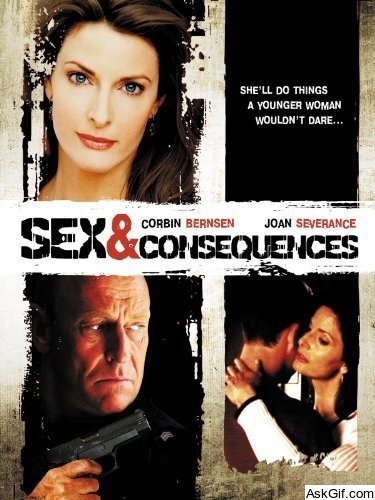 SHE'LL DO THINGS
A YOUNGER WOMAN
WOULDN'T DARE...
CORBIN BERNSEN JOAN SEVERANCE
SEX & CONSEQUENCES
AskGif.com